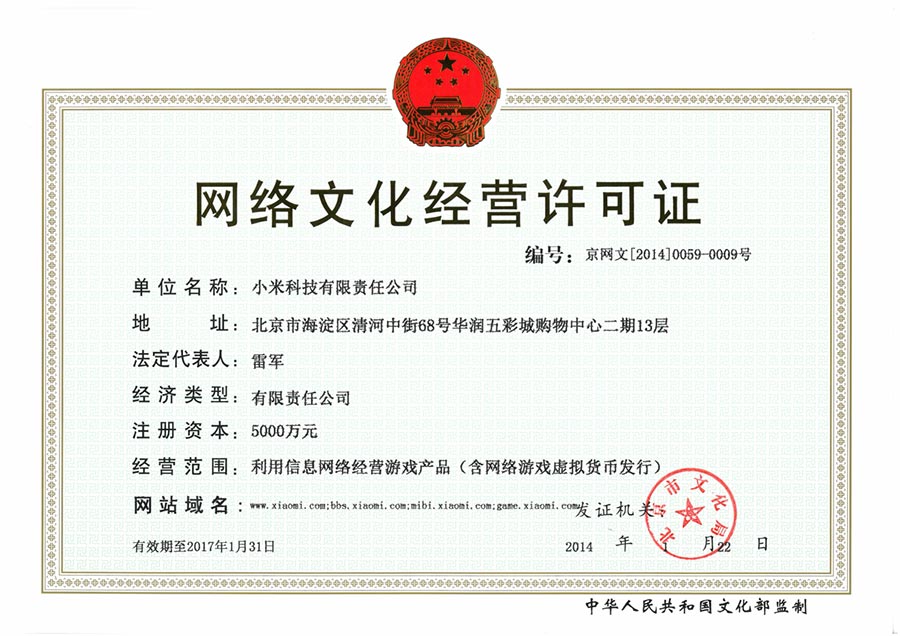 网络文化经营许可证
编号：京网文[2014]0059-0009号
单位名称：小米科技有限责任公司
地 址：北京市海淀区清河中街68号华润五彩城购物中心二期13层
法定代表人：雷军
经济类型：有限责任公司
注册资本：5000万元
经营范围：利用信息网络经营游戏产品（含网络游戏虚拟货币发行）
网站域名：www.xiaomi.com;bbs.xiaomi.com;mibi.xiaomi.com;game.xiaomi.com
发证机关：
北京市文化局
有效期至2017年1月31日
2014 年 1 月22 日
中华人民共和国文化部监制